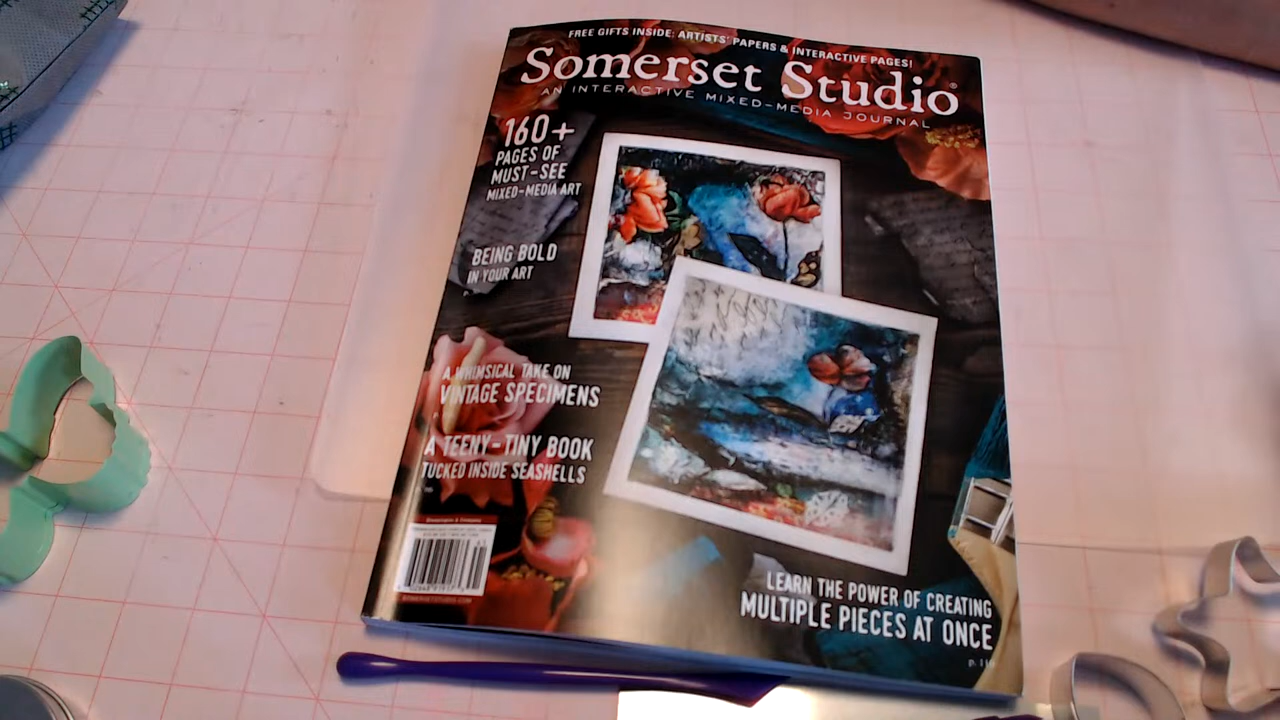 FREE GIFTS INSIDE: ARTISTS' PAPERS & INTERACTIVE PAGES!
Somerset Studio®
AN INTERACTIVE MIXED-MEDIA JOURNAL
160+
PAGES OF
MUST-SEE
MIXED-MEDIA ART
BEING BOLD
IN YOUR ART
A WHIMSICAL TAKE ON
VINTAGE SPECIMENS
A TEENY-TINY BOOK
TUCKED INSIDE SEASHELLS
LEARN THE POWER OF CREATING
MULTIPLE PIECES AT ONCE